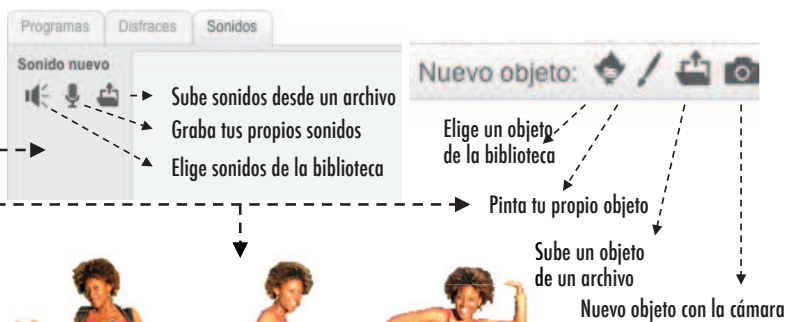 Programas
Disfraces
Sonidos
Sonido nuevo
Sube sonidos desde un archivo
Graba tus propios sonidos
Elige sonidos de la biblioteca
Nuevo objeto:
Elige un objeto
de la biblioteca
Pinta tu propio objeto
Sube un objeto
de un archivo
Nuevo objeto con la cámara